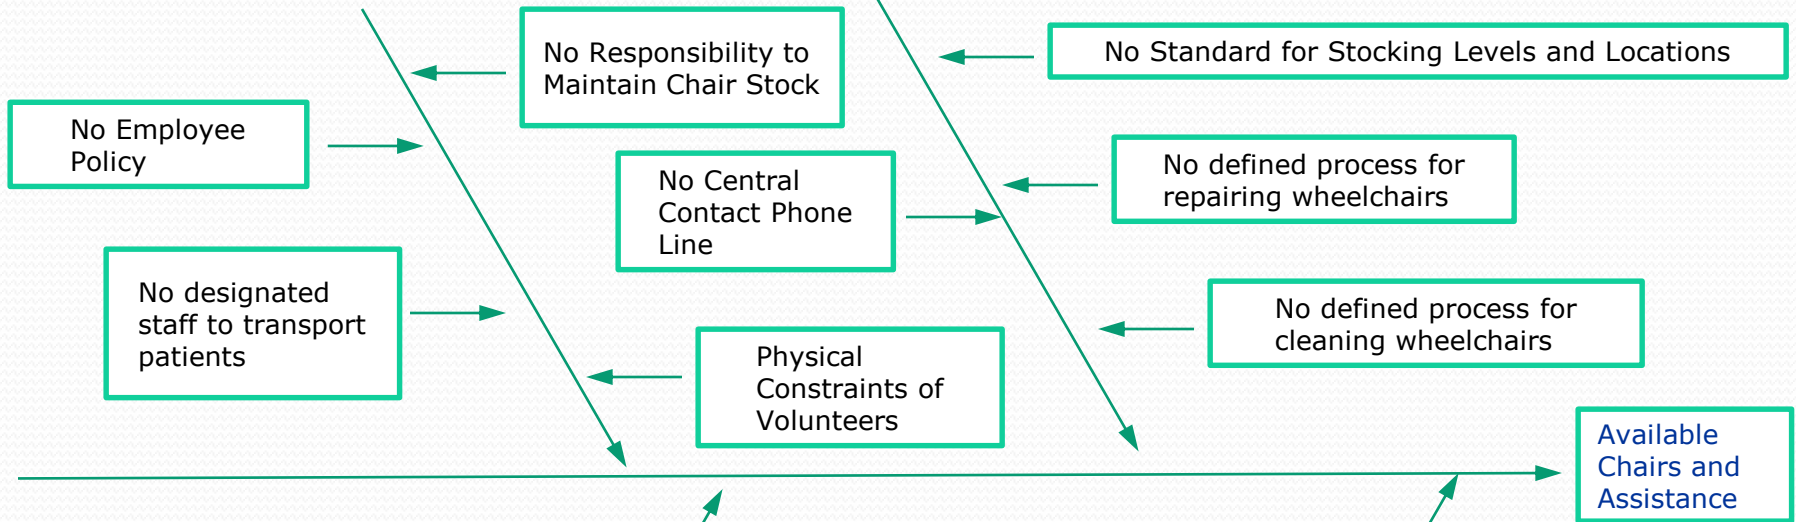 No Responsibility to
Maintain Chair Stock
No Standard for Stocking Levels and Locations
No Employee
Policy
No Central
Contact Phone
Line
No defined process for
repairing wheelchairs
No designated
staff to transport
patients
No defined process for
cleaning wheelchairs
Physical
Constraints of
Volunteers
Available
Chairs and
Assistance